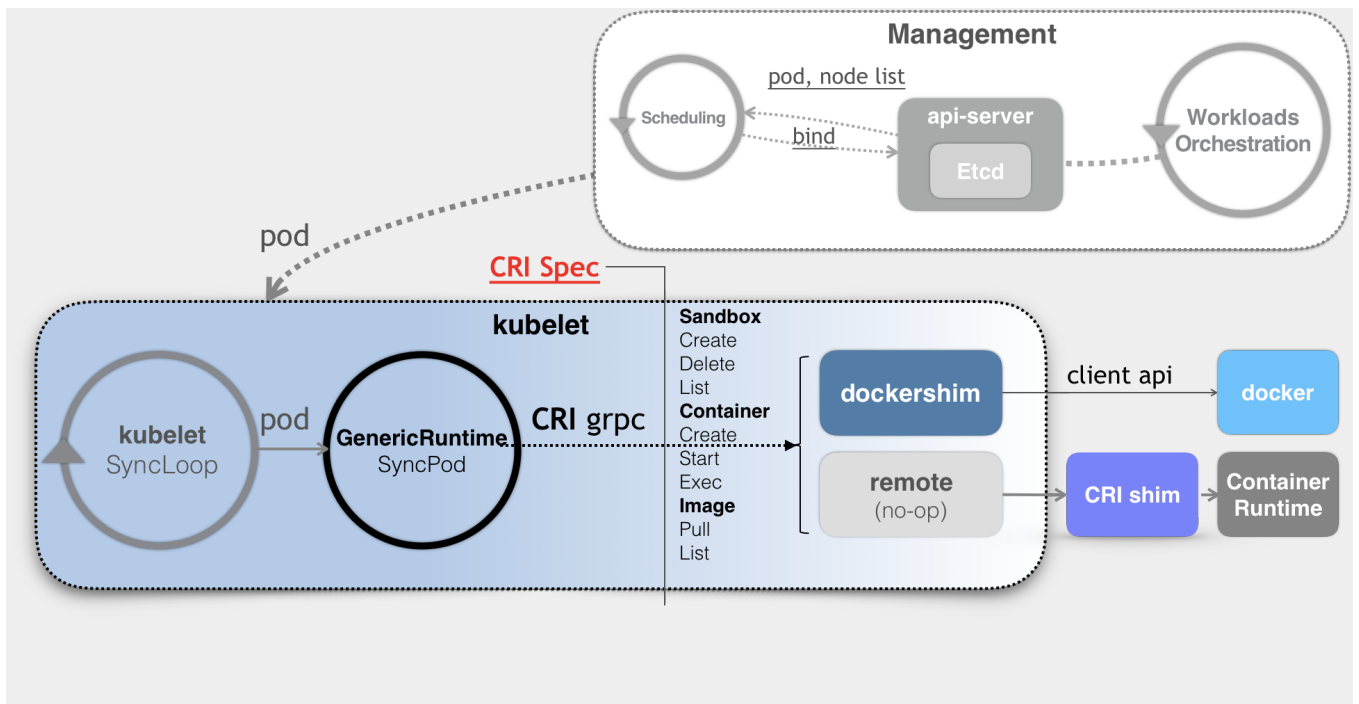 Management
pod, node list
Scheduling
bind
api-server
Etcd
Workloads
Orchestration
pod
CRI Spec
kubelet
kubelet
SyncLoop
pod
GenericRuntime
SyncPod
CRI grpc
Sandbox
Create
Delete
List
Container
Create
Start
Exec
Image
Pull
List
dockershim
remote
(no-op)
client api
docker
CRI shim
Container
Runtime